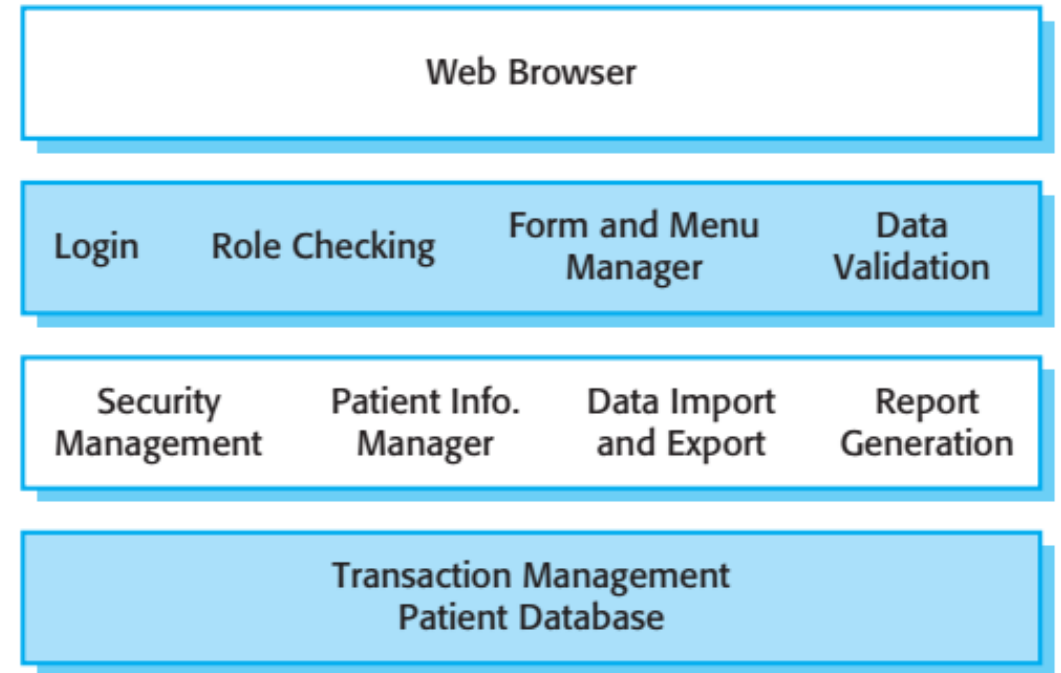 Web Browser
Login Role Checking Form and Menu Manager Data Validation
Security Management Patient Info. Manager Data Import and Export Report Generation
Transaction Management
Patient Database